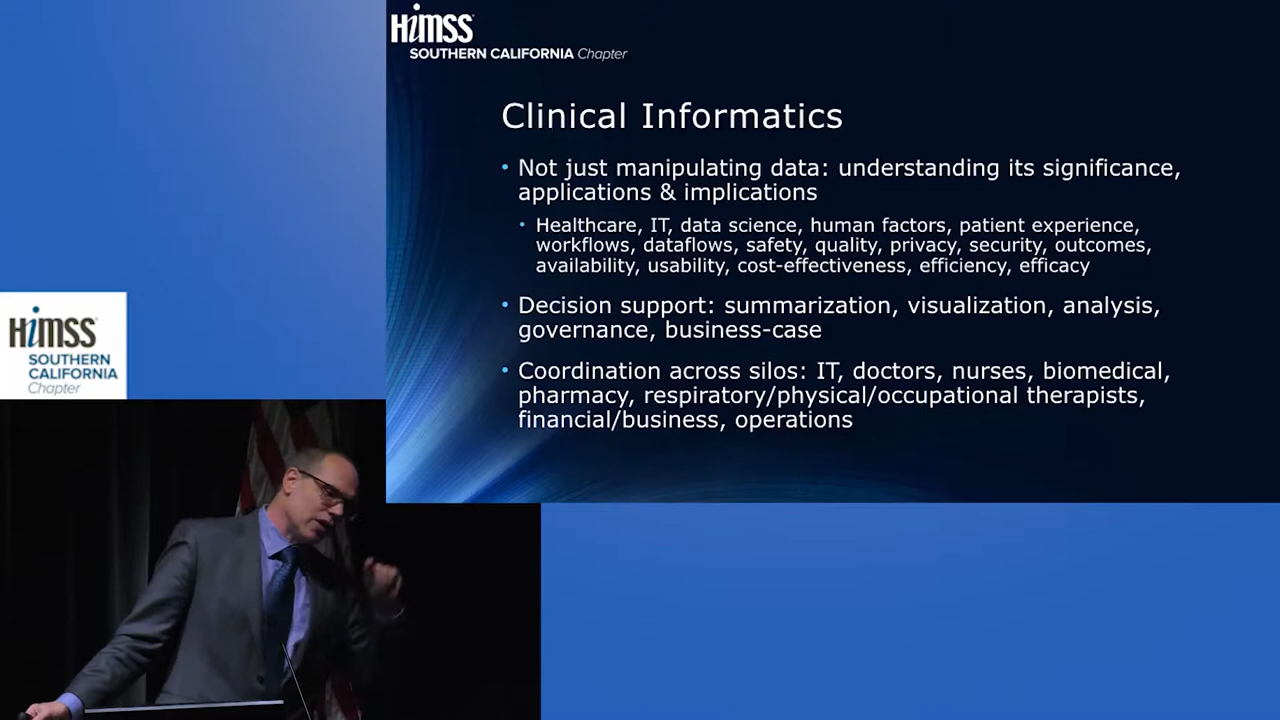 HiMSS
SOUTHERN CALIFORNIA Chapter
Clinical Informatics
• Not just manipulating data: understanding its significance,
applications & implications
• Healthcare, IT, data science, human factors, patient experience,
workflows, dataflows, safety, quality, privacy, security, outcomes,
availability, usability, cost-effectiveness, efficiency, efficacy
• Decision support: summarization, visualization, analysis,
governance, business-case
• Coordination across silos: IT, doctors, nurses, biomedical,
pharmacy, respiratory/physical/occupational therapists,
financial/business, operations
HiMSS
SOUTHERN
CALIFORNIA
Chapter